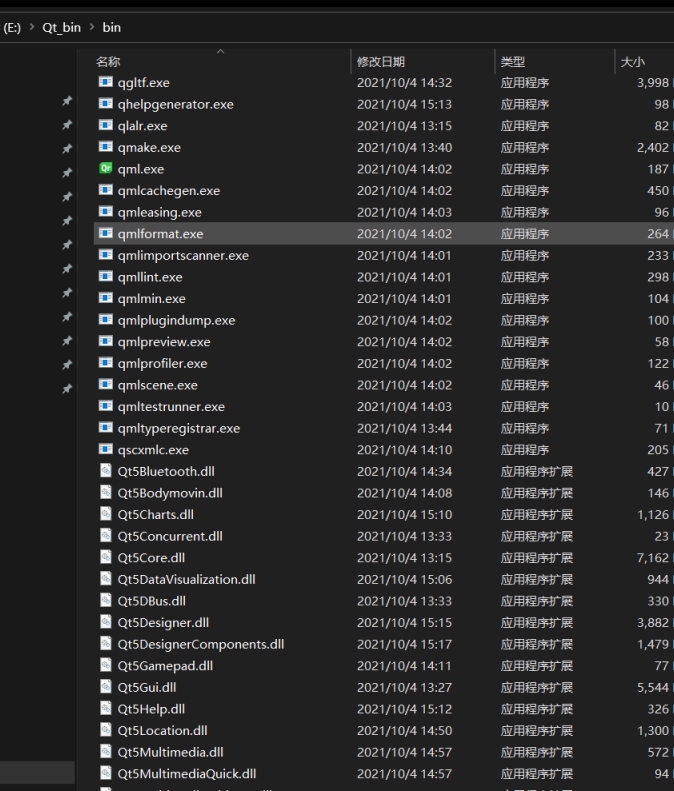 (E:) > Qt_bin > bin
名称 修改日期 类型 大小
qgltf.exe 2021/10/4 14:32 应用程序 3,998
qhelpgenerator.exe 2021/10/4 15:13 应用程序 98
qlalr.exe 2021/10/4 13:15 应用程序 82
qmake.exe 2021/10/4 13:40 应用程序 2,402
qml.exe 2021/10/4 14:02 应用程序 187
qmlcachegen.exe 2021/10/4 14:02 应用程序 450
qmleasing.exe 2021/10/4 14:03 应用程序 96
qmlformat.exe 2021/10/4 14:02 应用程序 264
qmlimportscanner.exe 2021/10/4 14:01 应用程序 233
qmllint.exe 2021/10/4 14:01 应用程序 298
qmlmin.exe 2021/10/4 14:01 应用程序 104
qmlplugindump.exe 2021/10/4 14:02 应用程序 100
qmlpreview.exe 2021/10/4 14:02 应用程序 58
qmlprofiler.exe 2021/10/4 14:02 应用程序 122
qmlscene.exe 2021/10/4 14:02 应用程序 46
qmltestrunner.exe 2021/10/4 14:03 应用程序 10
qmltyperegistrar.exe 2021/10/4 13:44 应用程序 71
qscxmlc.exe 2021/10/4 14:10 应用程序 205
Qt5Bluetooth.dll 2021/10/4 14:34 应用程序扩展 427
Qt5Bodymovin.dll 2021/10/4 14:08 应用程序扩展 146
Qt5Charts.dll 2021/10/4 15:10 应用程序扩展 1,126
Qt5Concurrent.dll 2021/10/4 13:33 应用程序扩展 23
Qt5Core.dll 2021/10/4 13:15 应用程序扩展 7,162
Qt5DataVisualization.dll 2021/10/4 15:06 应用程序扩展 944
Qt5DBus.dll 2021/10/4 13:33 应用程序扩展 330
Qt5Designer.dll 2021/10/4 15:15 应用程序扩展 3,882
Qt5DesignerComponents.dll 2021/10/4 15:17 应用程序扩展 1,479
Qt5Gamepad.dll 2021/10/4 14:11 应用程序扩展 77
Qt5Gui.dll 2021/10/4 13:27 应用程序扩展 5,544
Qt5Help.dll 2021/10/4 15:12 应用程序扩展 326
Qt5Location.dll 2021/10/4 14:50 应用程序扩展 1,300
Qt5Multimedia.dll 2021/10/4 14:57 应用程序扩展 572
Qt5MultimediaQuick.dll 2021/10/4 14:57 应用程序扩展 94